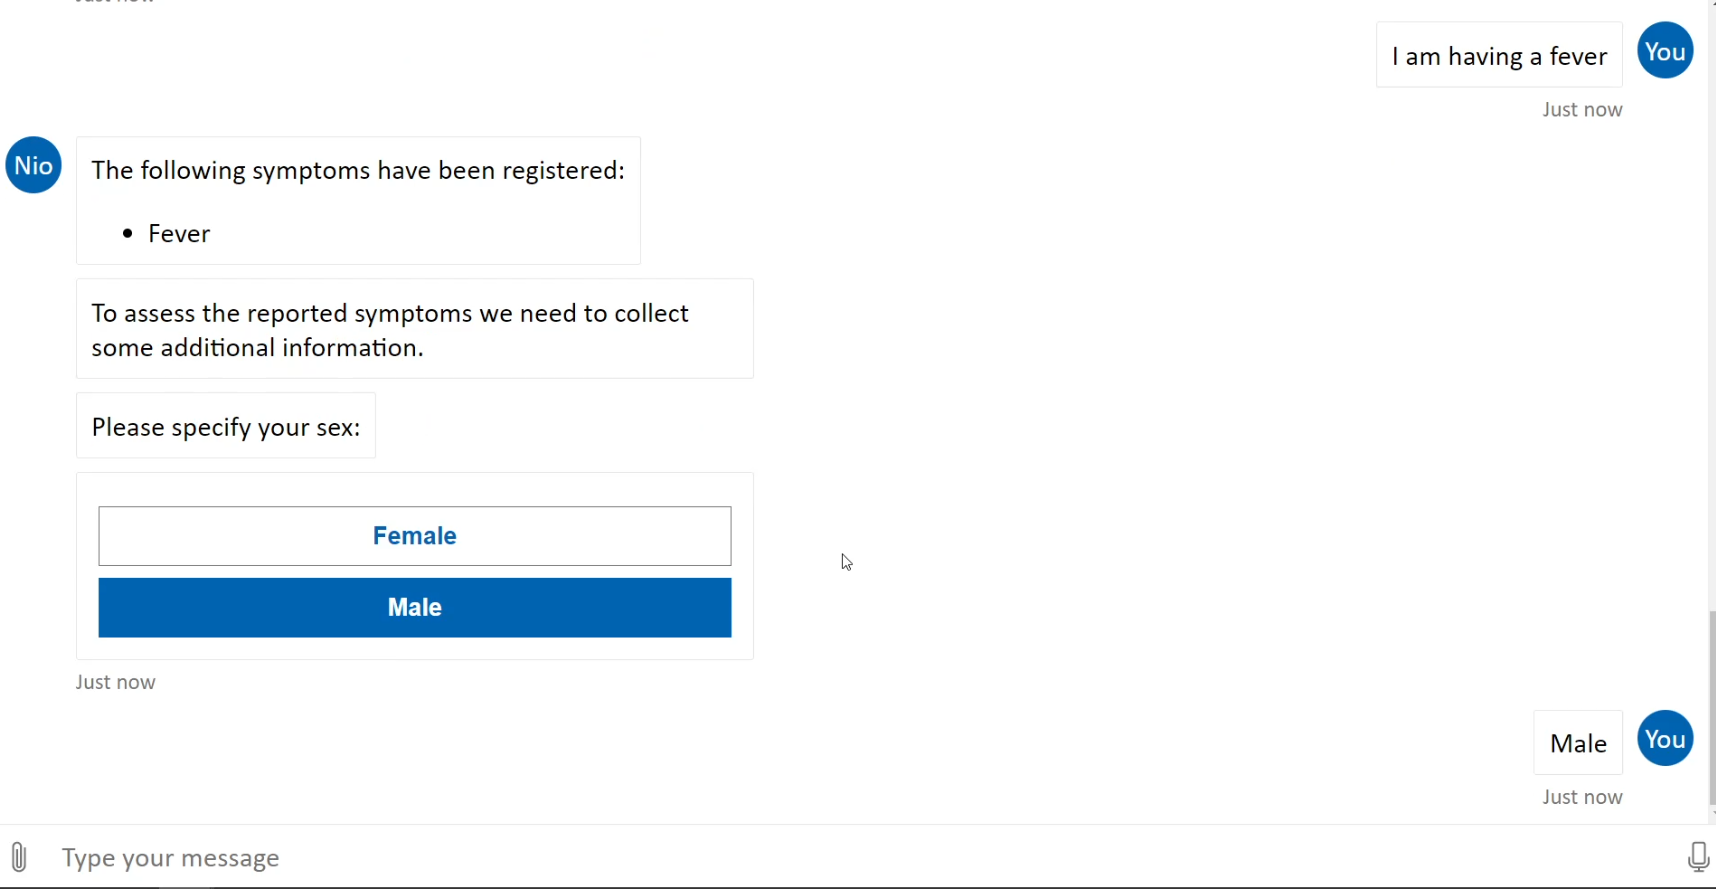 I am having a fever
You
Just now
Nio
The following symptoms have been registered:
• Fever
To assess the reported symptoms we need to collect
some additional information.
Please specify your sex:
Female
Male
Just now
Male
You
Just now
Type your message